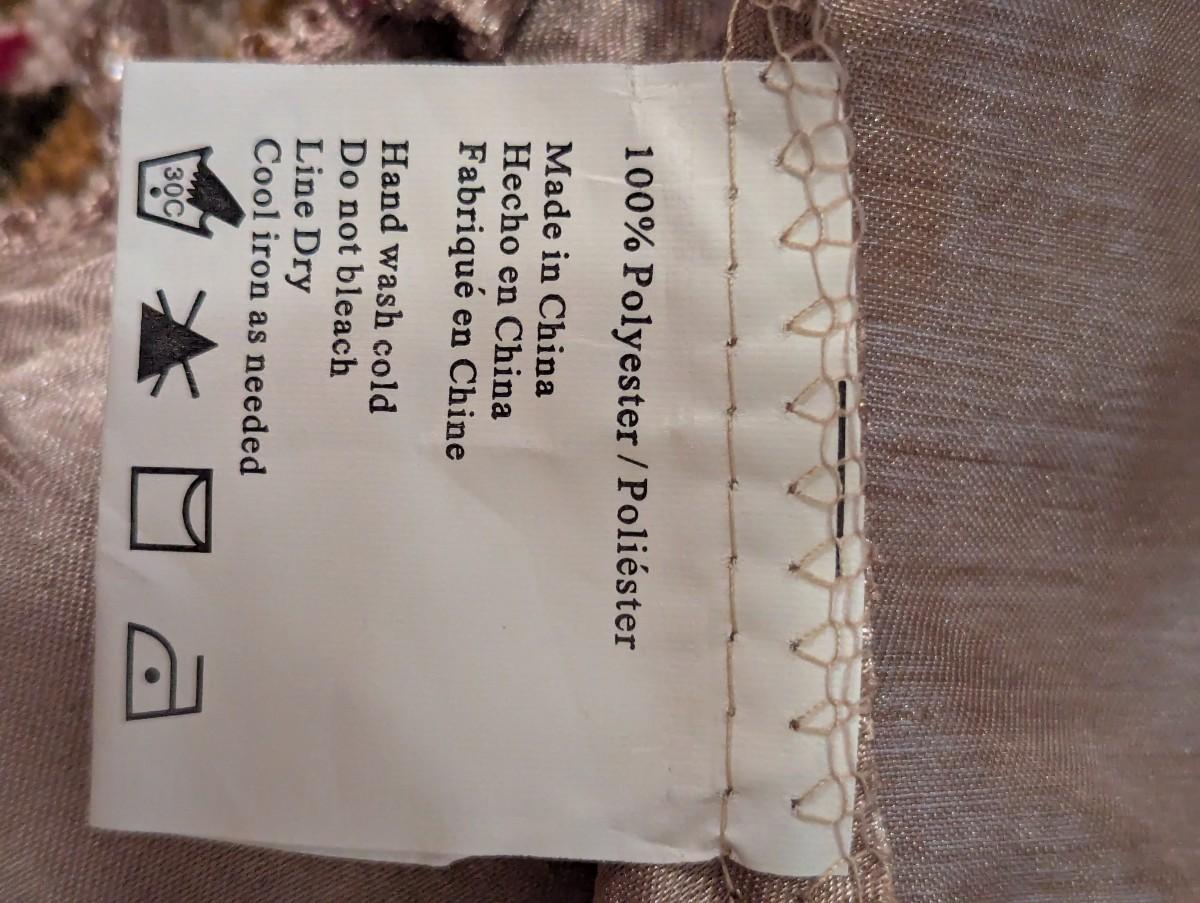 100% Polyester / Poliéster
Made in China
Hecho en China
Fabriqué en Chine
Hand wash cold
Do not bleach
Line Dry
Cool iron as needed
30C